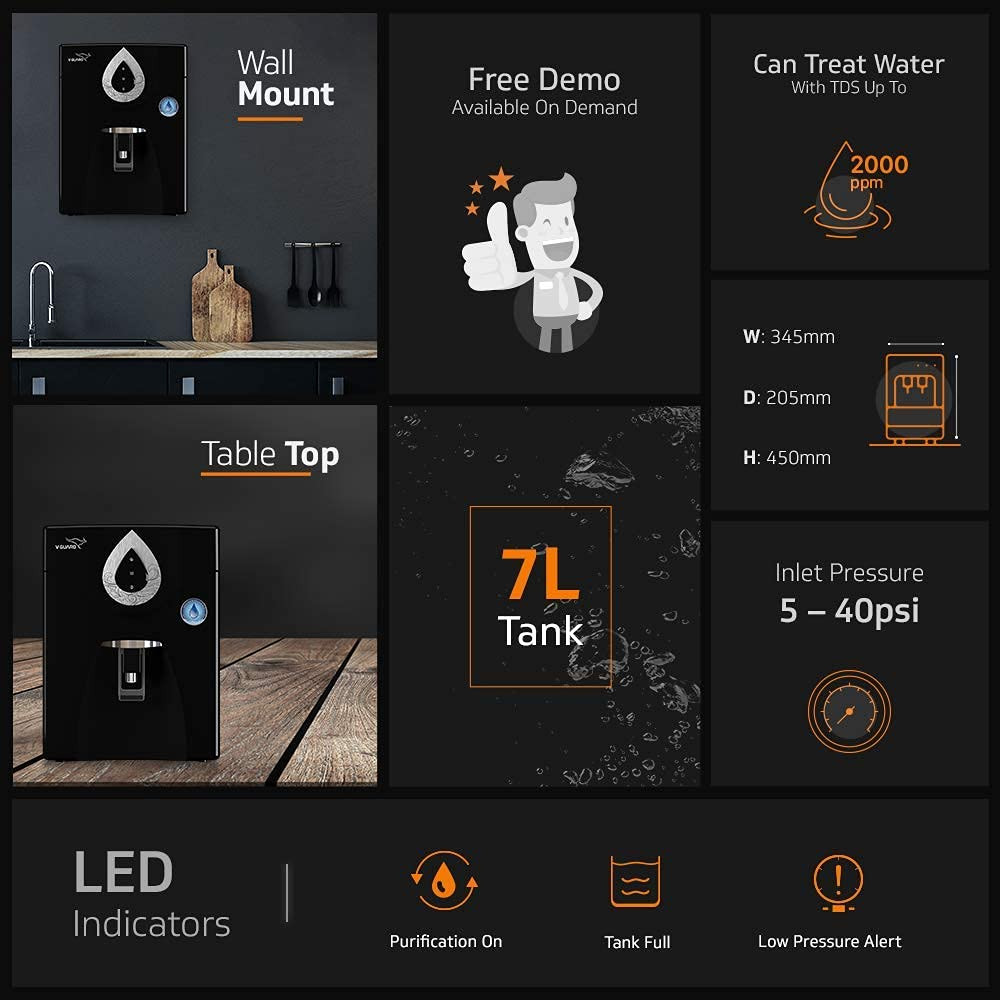 V-GUARD
Wall
Mount
Free Demo
Available On Demand
Can Treat Water
With TDS Up To
2000
ppm
W: 345mm
D: 205mm
H: 450mm
Table Top
V-GUARD
7L
Tank
Inlet Pressure
5 – 40psi
LED
Indicators
Purification On
Tank Full
Low Pressure Alert